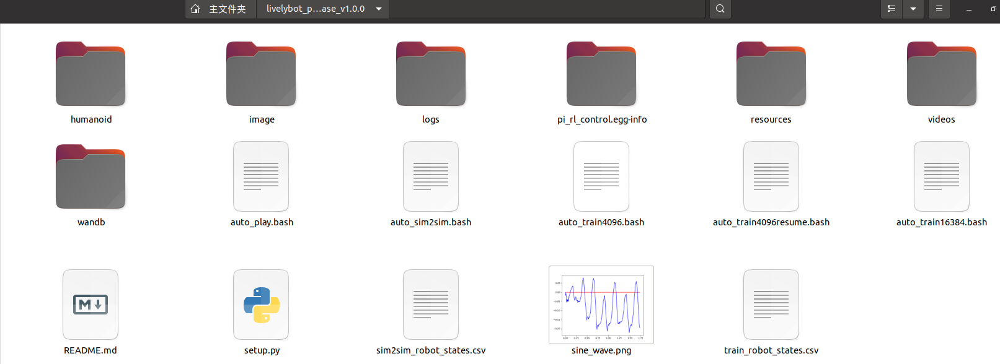 主文件夹 livelybot_p…ase_v1.0.0
humanoid image logs pi_rl_control.egg-info resources videos
wandb auto_play.bash auto_sim2sim.bash auto_train4096.bash auto_train4096resume.bash auto_train16384.bash
README.md setup.py sim2sim_robot_states.csv sine_wave.png train_robot_states.csv